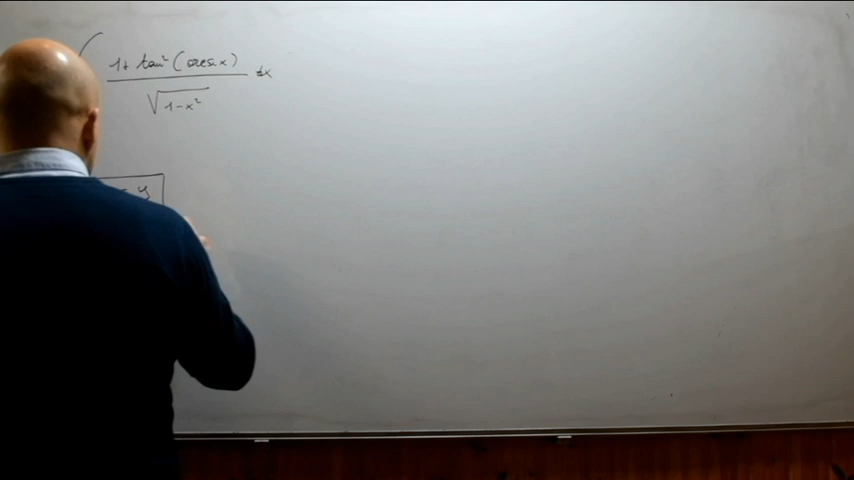 ∫ 1 + tan² (arcsin x) / √(1-x²) dx
= y